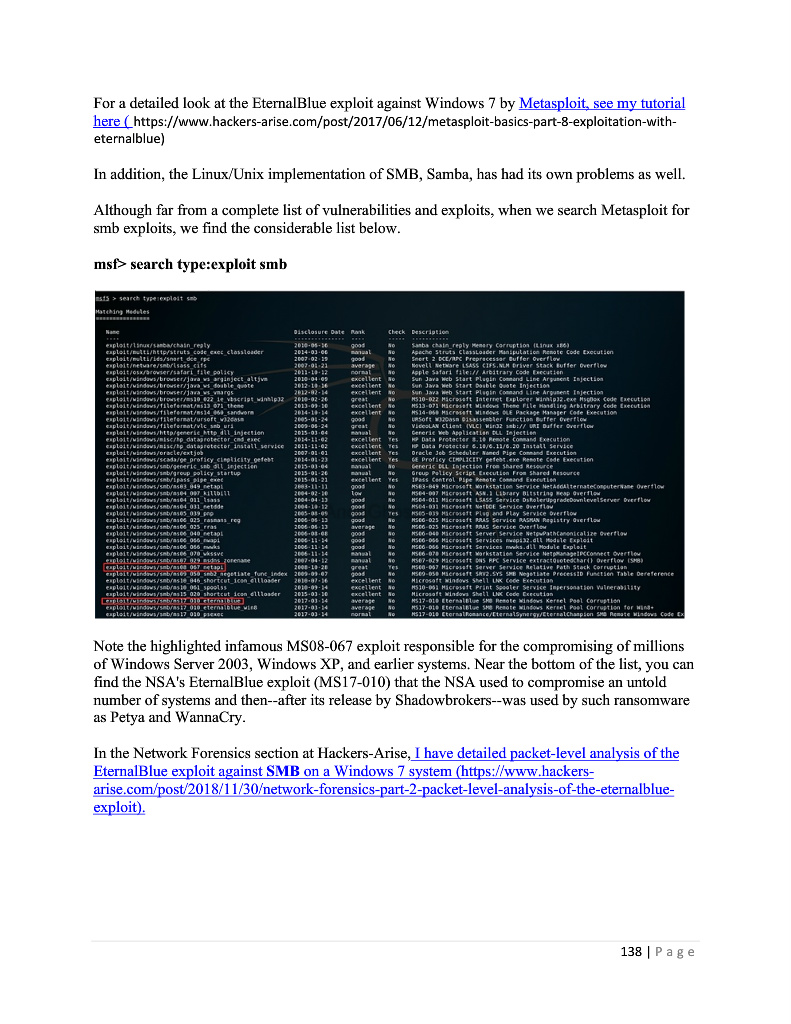 For a detailed look at the EternalBlue exploit against Windows 7 by Metasploit, see my tutorial
here ( https://www.hackers-arise.com/post/2017/06/12/metasploit-basics-part-8-exploitation-with-
eternalblue)
In addition, the Linux/Unix implementation of SMB, Samba, has had its own problems as well.
Although far from a complete list of vulnerabilities and exploits, when we search Metasploit for
smb exploits, we find the considerable list below.
msf> search type:exploit smb
msf5 > search type:exploit smb
Matching Modules
================
Name Disclosure Date Rank Check Description
---- --------------- ---- ----- -----------
exploit/linux/samba/chain_reply 2010-06-16 good No Samba chain_reply Memory Corruption (Linux x86)
exploit/multi/http/struts_code_exec_classloader 2014-03-06 manual No Apache Struts ClassLoader Manipulation Remote Code Execution
exploit/multi/ids/snort_dce_rpc 2007-02-19 good No Snort 2 DCE/RPC Preprocessor Buffer Overflow
exploit/netware/smb/lsass_cifs 2007-01-21 average No Novell NetWare LSASS CIFS.NLM Driver Stack Buffer Overflow
exploit/osx/browser/safari_file_policy 2011-10-12 normal No Apple Safari file:// Arbitrary Code Execution
exploit/windows/browser/java_ws_arginject_altjvm 2010-04-09 excellent No Sun Java Web Start Plugin Command Line Argument Injection
exploit/windows/browser/java_ws_double_quote 2012-10-16 excellent No Sun Java Web Start Double Quote Injection
exploit/windows/browser/java_ws_vmargs 2012-02-14 excellent No Sun Java Web Start Plugin Command Line Argument Injection
exploit/windows/browser/ms10_022_ie_vbscript_winhlp32 2010-02-26 great No MS10-022 Microsoft Internet Explorer Winhlp32.exe MsgBox Code Execution
exploit/windows/fileformat/ms13_071_theme 2013-09-10 excellent No MS13-071 Microsoft Windows Theme File Handling Arbitrary Code Execution
exploit/windows/fileformat/ms14_060_sandworm 2014-10-14 excellent No MS14-060 Microsoft Windows OLE Package Manager Code Execution
exploit/windows/fileformat/ursoft_w32dasm 2005-01-24 good No URSoft W32Dasm Disassembler Function Buffer Overflow
exploit/windows/fileformat/vlc_smb_uri 2009-06-24 great No VideoLAN Client (VLC) Win32 smb:// URI Buffer Overflow
exploit/windows/http/generic_http_dll_injection 2015-03-04 manual No Generic Web Application DLL Injection
exploit/windows/misc/hp_dataprotector_cmd_exec 2014-11-02 excellent Yes HP Data Protector 8.10 Remote Command Execution
exploit/windows/misc/hp_dataprotector_install_service 2011-11-02 excellent Yes HP Data Protector 6.10/6.11/6.20 Install Service
exploit/windows/oracle/extjob 2007-01-01 excellent Yes Oracle Job Scheduler Named Pipe Command Execution
exploit/windows/scada/ge_proficy_cimplicity_gefebt 2014-01-23 excellent Yes GE Proficy CIMPLICITY gefebt.exe Remote Code Execution
exploit/windows/smb/generic_smb_dll_injection 2015-03-04 manual No Generic DLL Injection From Shared Resource
exploit/windows/smb/group_policy_startup 2015-01-26 manual No Group Policy Script Execution From Shared Resource
exploit/windows/smb/ipass_pipe_exec 2015-01-21 excellent Yes IPass Control Pipe Remote Command Execution
exploit/windows/smb/ms03_049_netapi 2003-11-11 good No MS03-049 Microsoft Workstation Service NetAddAlternateComputerName Overflow
exploit/windows/smb/ms04_007_killbill 2004-02-10 low No MS04-007 Microsoft ASN.1 Library Bitstring Heap Overflow
exploit/windows/smb/ms04_011_lsass 2004-04-13 good No MS04-011 Microsoft LSASS Service DsRolerUpgradeDownlevelServer Overflow
exploit/windows/smb/ms04_031_netdde 2004-10-12 good No MS04-031 Microsoft NetDDE Service Overflow
exploit/windows/smb/ms05_039_pnp 2005-08-09 good Yes MS05-039 Microsoft Plug and Play Service Overflow
exploit/windows/smb/ms06_025_rasmans_reg 2006-06-13 good No MS06-025 Microsoft RRAS Service RASMAN Registry Overflow
exploit/windows/smb/ms06_025_rras 2006-06-13 average No MS06-025 Microsoft RRAS Service Overflow
exploit/windows/smb/ms06_040_netapi 2006-08-08 good No MS06-040 Microsoft Server Service NetpwPathCanonicalize Overflow
exploit/windows/smb/ms06_066_nwapi 2006-11-14 good No MS06-066 Microsoft Services nwapi32.dll Module Exploit
exploit/windows/smb/ms06_066_nwwks 2006-11-14 good No MS06-066 Microsoft Services nwwks.dll Module Exploit
exploit/windows/smb/ms06_070_wkssvc 2006-11-14 manual No MS06-070 Microsoft Workstation Service NetpManageIPCConnect Overflow
exploit/windows/smb/ms07_029_msdns_zonename 2007-04-12 manual No MS07-029 Microsoft DNS RPC Service extractQuotedChar() Overflow (SMB)
exploit/windows/smb/ms08_067_netapi 2008-10-28 great Yes MS08-067 Microsoft Server Service Relative Path Stack Corruption
exploit/windows/smb/ms09_050_smb2_negotiate_func_index 2009-09-07 good No MS09-050 Microsoft SRV2.SYS SMB Negotiate ProcessID Function Table Dereference
exploit/windows/smb/ms10_046_shortcut_icon_dllloader 2010-07-16 excellent No Microsoft Windows Shell LNK Code Execution
exploit/windows/smb/ms10_061_spoolss 2010-09-14 excellent No MS10-061 Microsoft Print Spooler Service Impersonation Vulnerability
exploit/windows/smb/ms15_020_shortcut_icon_dllloader 2015-03-10 excellent No Microsoft Windows Shell LNK Code Execution
exploit/windows/smb/ms17_010_eternalblue 2017-03-14 average No MS17-010 EternalBlue SMB Remote Windows Kernel Pool Corruption
exploit/windows/smb/ms17_010_eternalblue_win8 2017-03-14 average No MS17-010 EternalBlue SMB Remote Windows Kernel Pool Corruption for Win8+
exploit/windows/smb/ms17_010_psexec 2017-03-14 normal No MS17-010 EternalRomance/EternalSynergy/EternalChampion SMB Remote Windows Code Ex
Note the highlighted infamous MS08-067 exploit responsible for the compromising of millions
of Windows Server 2003, Windows XP, and earlier systems. Near the bottom of the list, you can
find the NSA's EternalBlue exploit (MS17-010) that the NSA used to compromise an untold
number of systems and then--after its release by Shadowbrokers--was used by such ransomware
as Petya and WannaCry.
In the Network Forensics section at Hackers-Arise, I have detailed packet-level analysis of the
EternalBlue exploit against SMB on a Windows 7 system (https://www.hackers-
arise.com/post/2018/11/30/network-forensics-part-2-packet-level-analysis-of-the-eternalblue-
exploit).
138 | Page